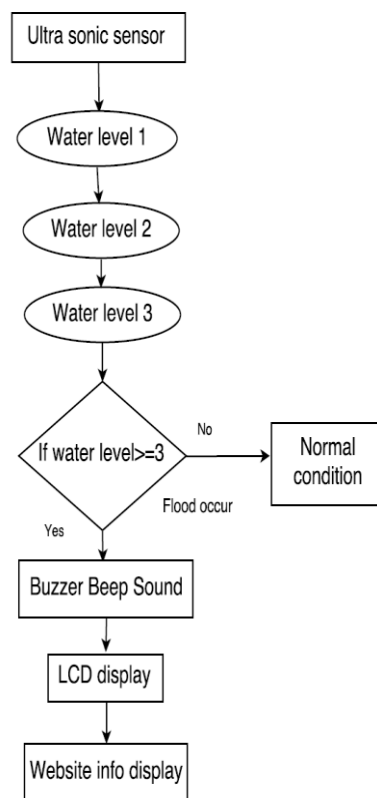 Ultra sonic sensor
Water level 1
Water level 2
Water level 3
If water level>=3
No
Normal
condition
Flood occur
Yes
Buzzer Beep Sound
LCD display
Website info display